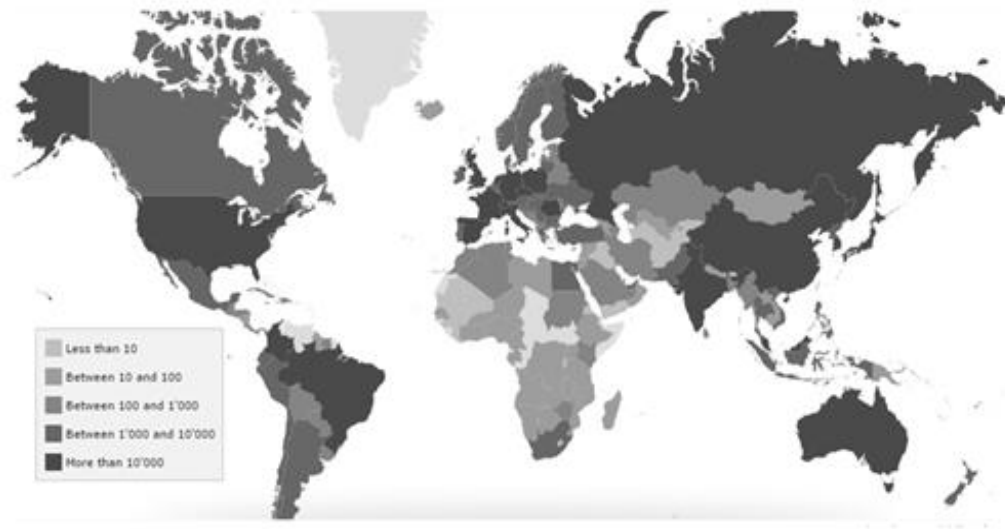 Less than 10
Between 10 and 100
Between 100 and 1'000
Between 1'000 and 10'000
More than 10'000